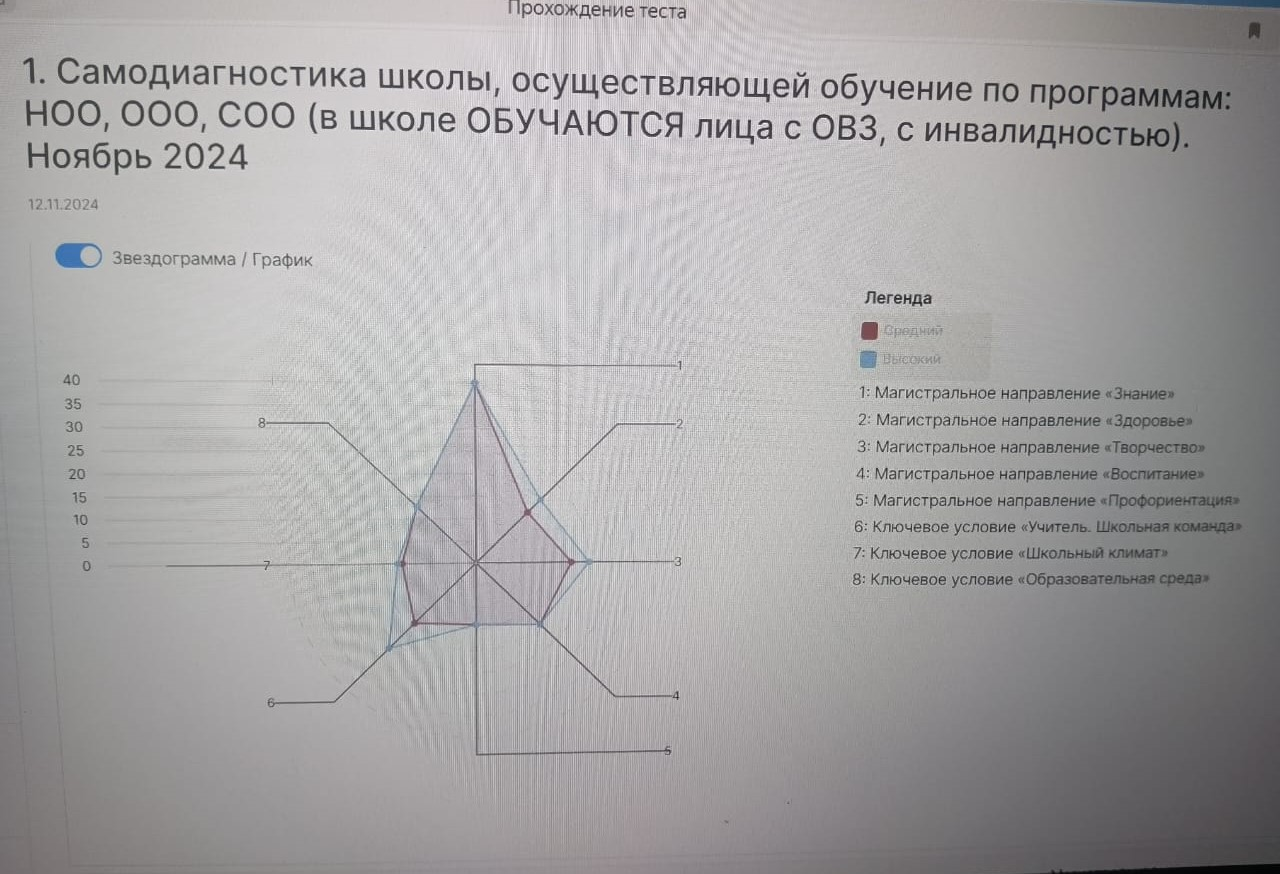 Прохождение теста
1. Самодиагностика школы, осуществляющей обучение по программам:
НОО, ООО, СОО (в школе ОБУЧАЮТСЯ лица с ОВЗ, с инвалидностью).
Ноябрь 2024
12.11.2024
Звездограмма / График
Легенда
Средний
Высокий
1: Магистральное направление «Знание»
2: Магистральное направление «Здоровье»
3: Магистральное направление «Творчество»
4: Магистральное направление «Воспитание»
5: Магистральное направление «Профориентация»
6: Ключевое условие «Учитель. Школьная команда»
7: Ключевое условие «Школьный климат»
8: Ключевое условие «Образовательная среда»
40
35
30
25
20
15
10
5
0
1
2
3
4
5
6
7
8